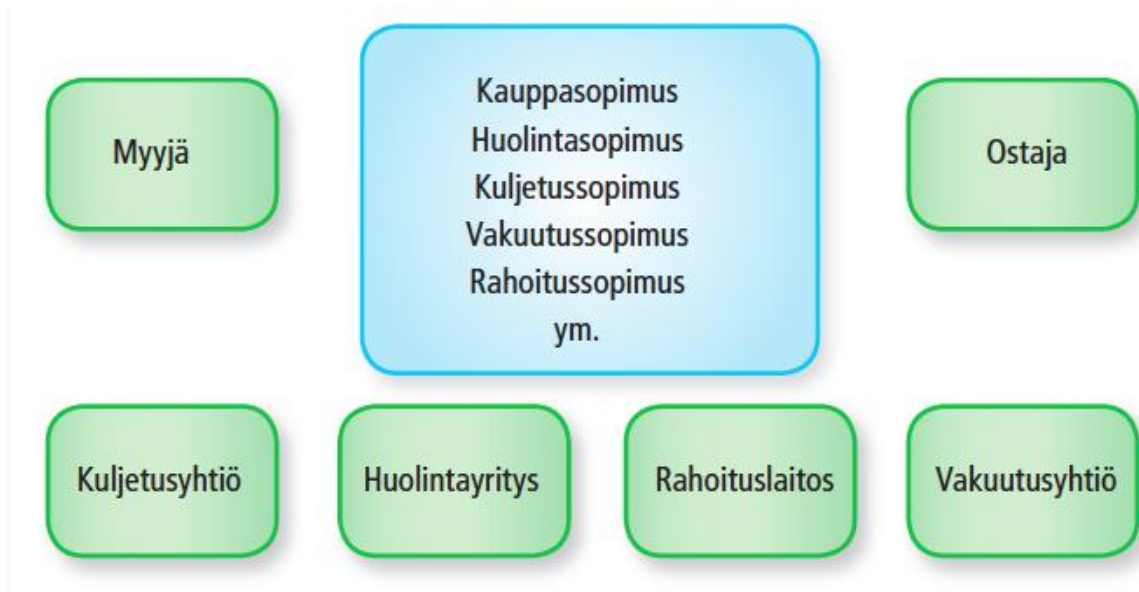 Myyjä
Kauppasopimus
Huolintasopimus
Kuljetussopimus
Vakuutussopimus
Rahoitussopimus
ym.
Ostaja
Kuljetusyhtiö
Huolintayritys
Rahoituslaitos
Vakuutusyhtiö